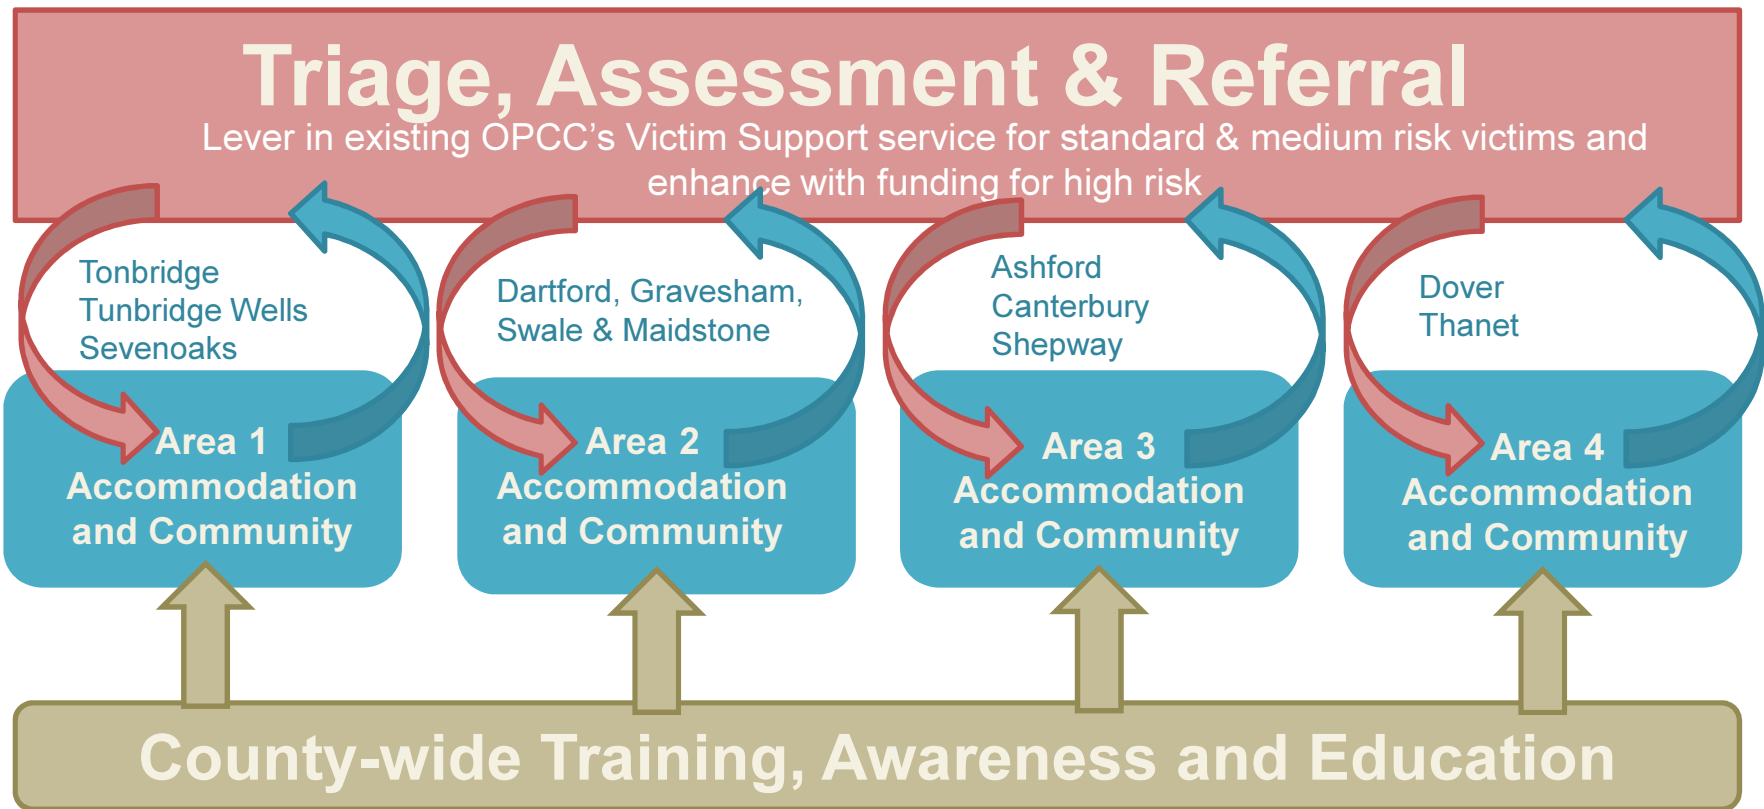 Triage, Assessment & Referral
Lever in existing OPCC's Victim Support service for standard & medium risk victims and
enhance with funding for high risk
Tonbridge
Tunbridge Wells
Sevenoaks
Dartford, Gravesham,
Swale & Maidstone
Ashford
Canterbury
Shepway
Dover
Thanet
Area 1
Accommodation
and Community
Area 2
Accommodation
and Community
Area 3
Accommodation
and Community
Area 4
Accommodation
and Community
County-wide Training, Awareness and Education